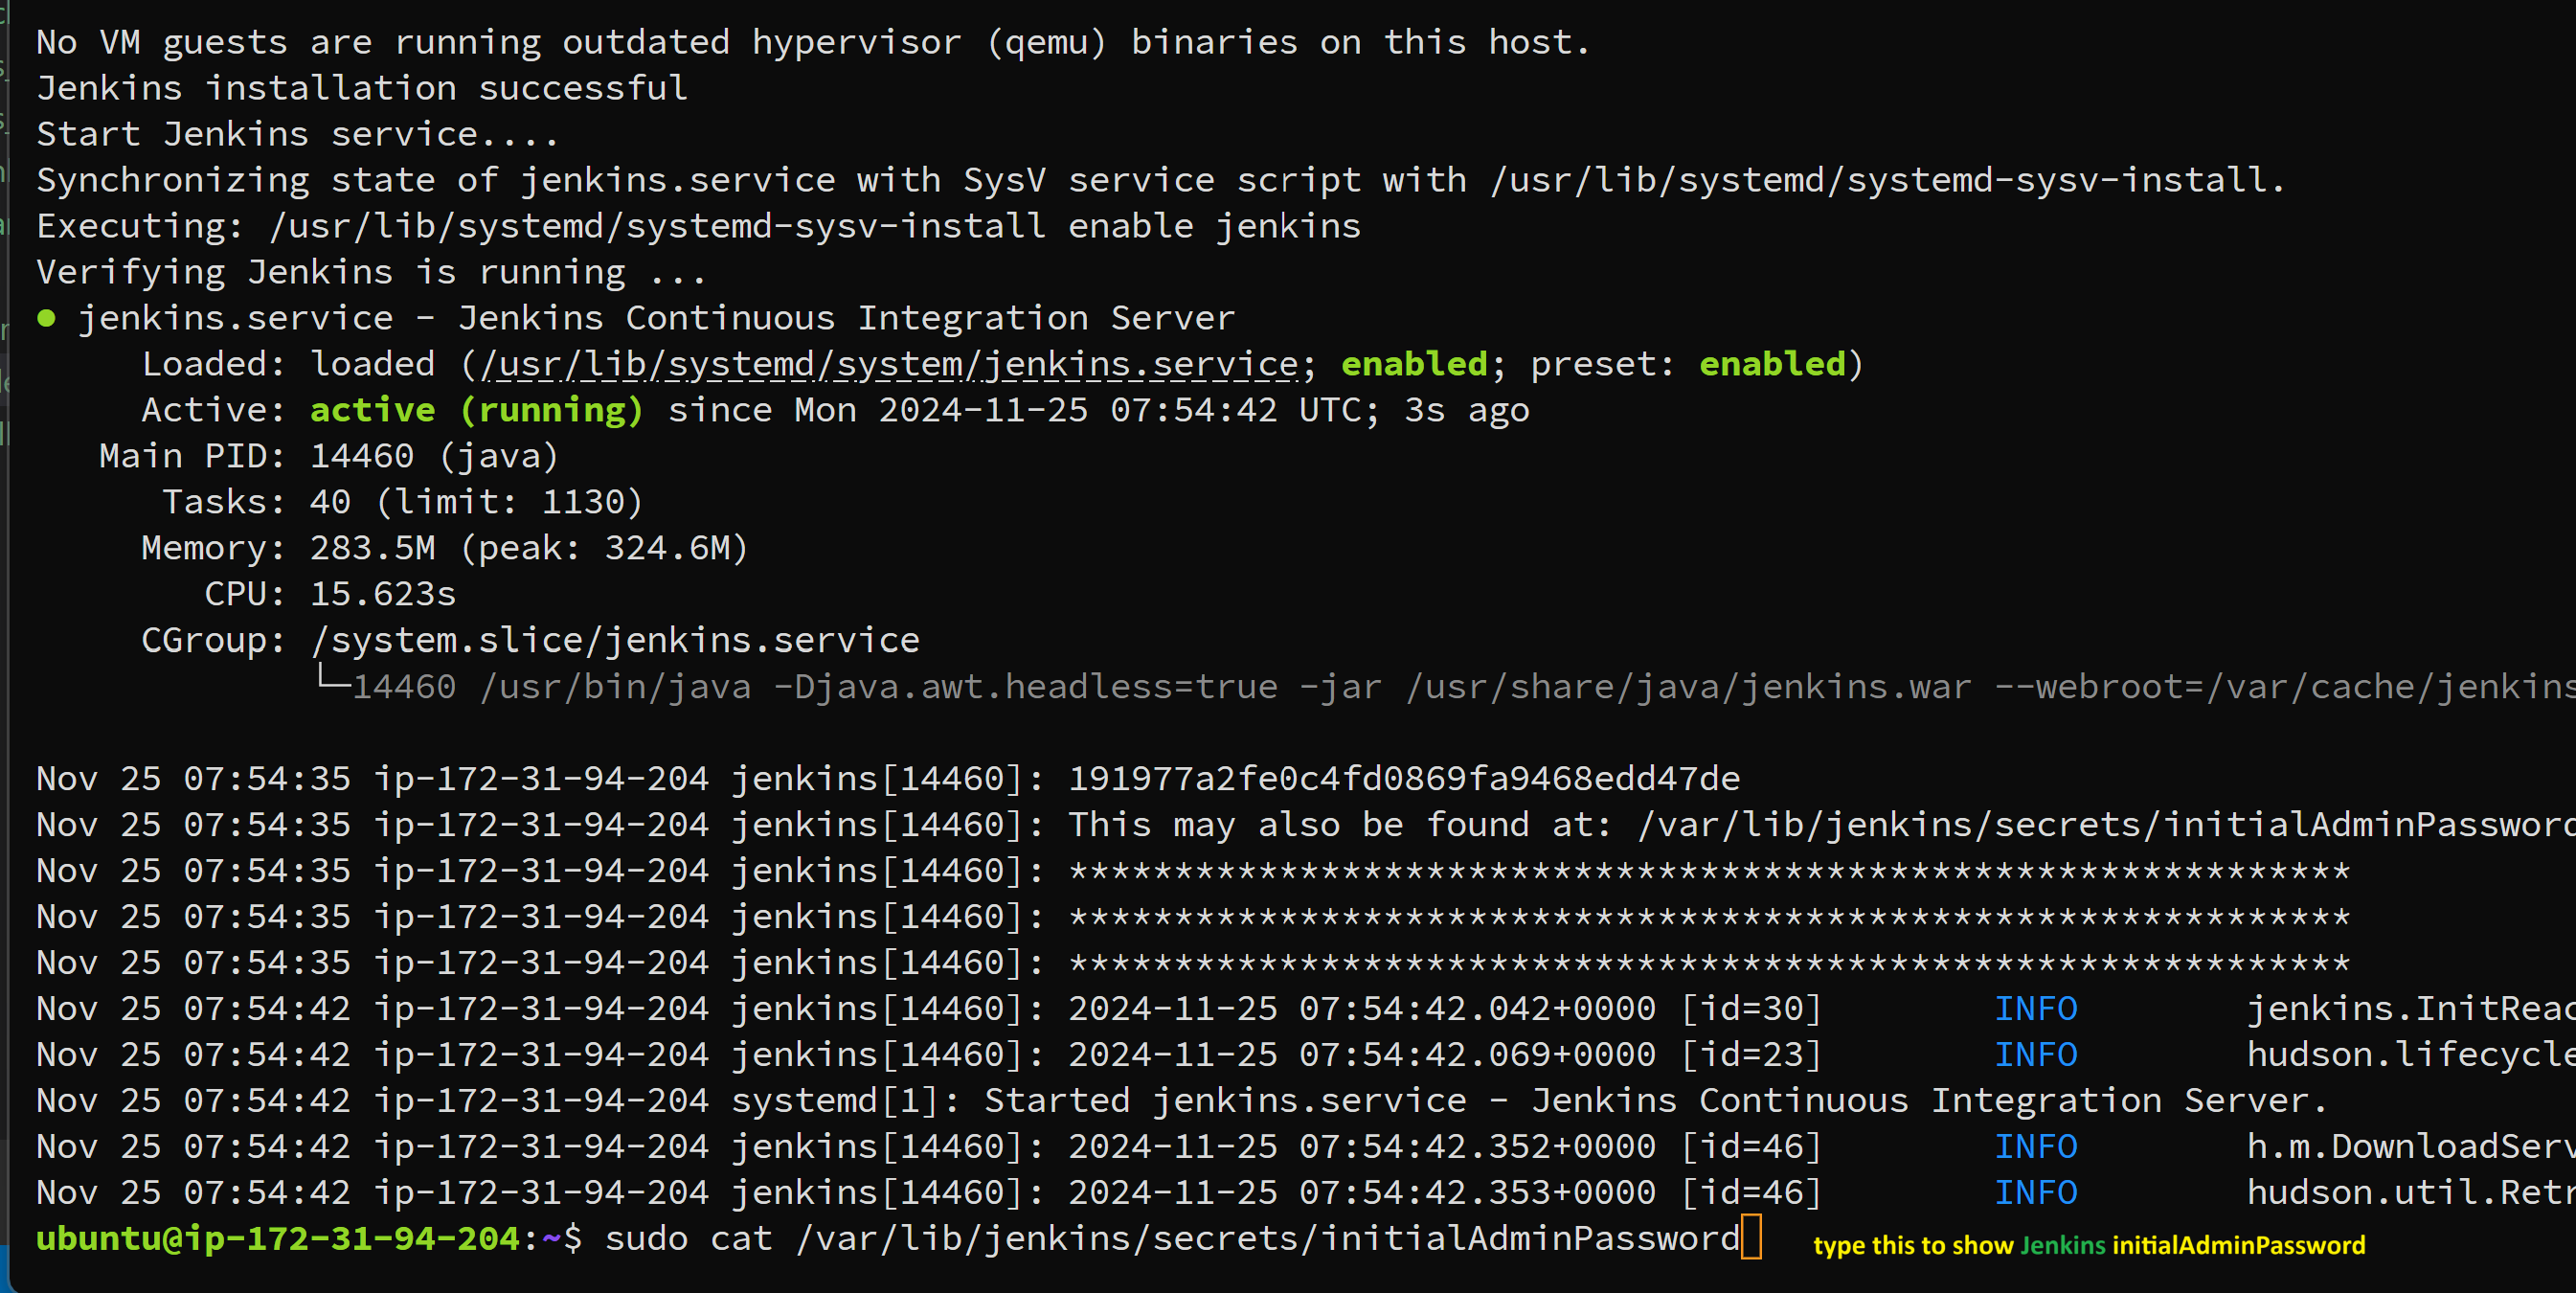 No VM guests are running outdated hypervisor (qemu) binaries on this host.
Jenkins installation successful
Start Jenkins service....
Synchronizing state of jenkins.service with SysV service script with /usr/lib/systemd/systemd-sysv-install.
Executing: /usr/lib/systemd/systemd-sysv-install enable jenkins
Verifying Jenkins is running ...
● jenkins.service - Jenkins Continuous Integration Server
     Loaded: loaded (/usr/lib/systemd/system/jenkins.service; enabled; preset: enabled)
     Active: active (running) since Mon 2024-11-25 07:54:42 UTC; 3s ago
   Main PID: 14460 (java)
      Tasks: 40 (limit: 1130)
     Memory: 283.5M (peak: 324.6M)
        CPU: 15.623s
     CGroup: /system.slice/jenkins.service
             └─14460 /usr/bin/java -Djava.awt.headless=true -jar /usr/share/java/jenkins.war --webroot=/var/cache/jenkins
Nov 25 07:54:35 ip-172-31-94-204 jenkins[14460]: 191977a2fe0c4fd0869fa9468edd47de
Nov 25 07:54:35 ip-172-31-94-204 jenkins[14460]: This may also be found at: /var/lib/jenkins/secrets/initialAdminPassword
Nov 25 07:54:35 ip-172-31-94-204 jenkins[14460]: *************************************************************
Nov 25 07:54:35 ip-172-31-94-204 jenkins[14460]: *************************************************************
Nov 25 07:54:35 ip-172-31-94-204 jenkins[14460]: *************************************************************
Nov 25 07:54:42 ip-172-31-94-204 jenkins[14460]: 2024-11-25 07:54:42.042+0000 [id=30]        INFO        jenkins.InitReac
Nov 25 07:54:42 ip-172-31-94-204 jenkins[14460]: 2024-11-25 07:54:42.069+0000 [id=23]        INFO        hudson.lifecycle
Nov 25 07:54:42 ip-172-31-94-204 systemd[1]: Started jenkins.service - Jenkins Continuous Integration Server.
Nov 25 07:54:42 ip-172-31-94-204 jenkins[14460]: 2024-11-25 07:54:42.352+0000 [id=46]        INFO        h.m.DownloadServ
Nov 25 07:54:42 ip-172-31-94-204 jenkins[14460]: 2024-11-25 07:54:42.353+0000 [id=46]        INFO        hudson.util.Retr
ubuntu@ip-172-31-94-204:~$ sudo cat /var/lib/jenkins/secrets/initialAdminPassword
type this to show Jenkins initialAdminPassword